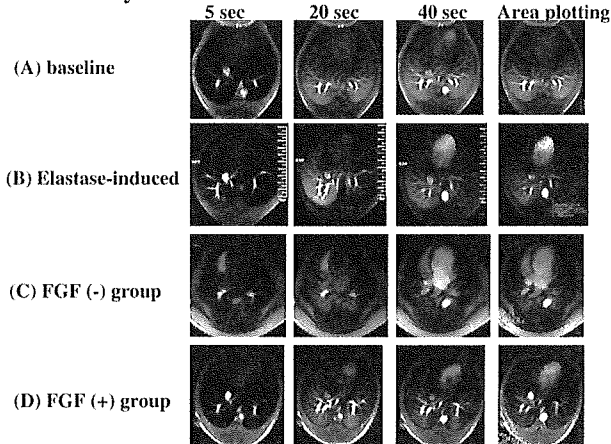 5 sec 20 sec 40 sec Area plotting
(A) baseline
(B) Elastase-induced
(C) FGF (-) group
(D) FGF (+) group